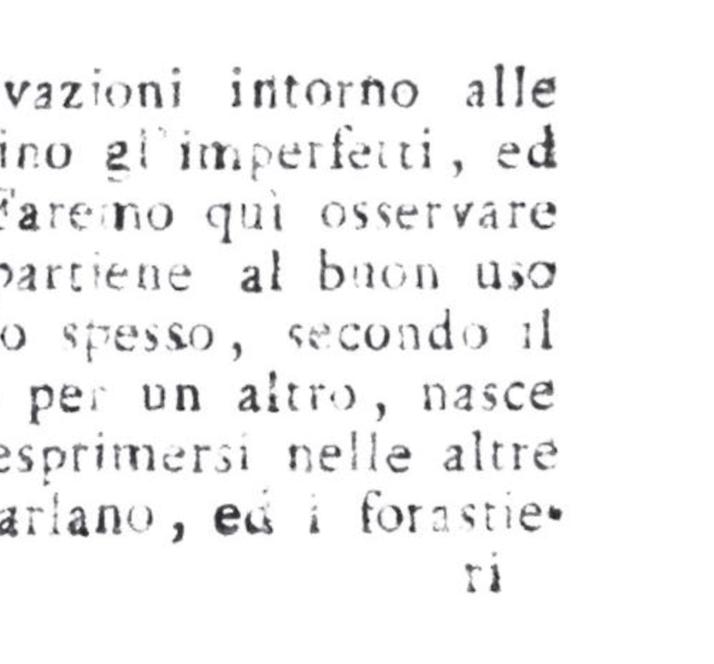 vazioni intorno alle
ino gl'imperfetti, ed
Faremo quì osservare
partiene al buon uso
o spesso, secondo il
per un altro, nasce
esprimersi nelle altre
arlano, ed i forastie-
ri